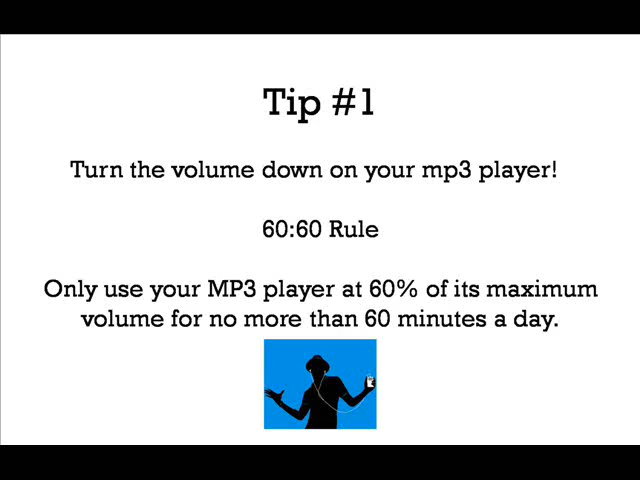 Tip #1
Turn the volume down on your mp3 player!
60:60 Rule
Only use your MP3 player at 60% of its maximum
volume for no more than 60 minutes a day.